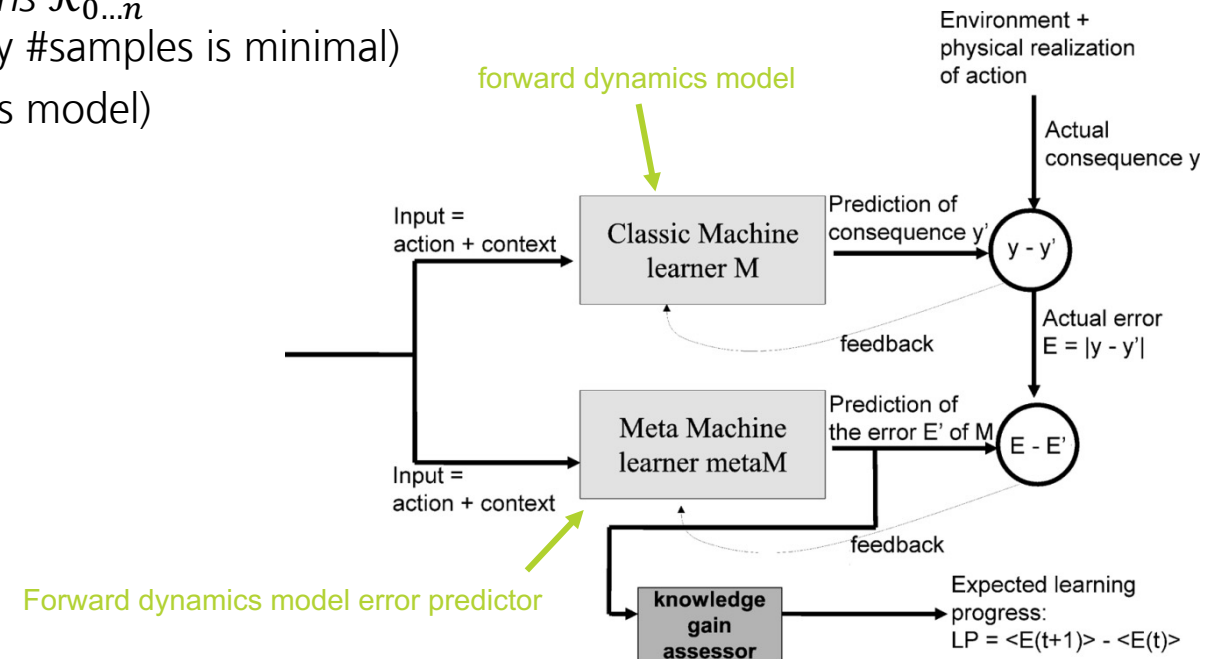 ns ℛ₀…ₙ
y #samples is minimal)
s model)
forward dynamics model
Environment +
physical realization
of action
Actual
consequence y
Input =
action + context
Classic Machine
learner M
Prediction of
consequence y'
y - y'
feedback
Actual error
E = |y - y'|
Meta Machine
learner metaM
Prediction of
the error E' of M
E - E'
Input =
action + context
feedback
Forward dynamics model error predictor
knowledge
gain
assessor
Expected learning
progress:
LP = <E(t+1)> - <E(t)>